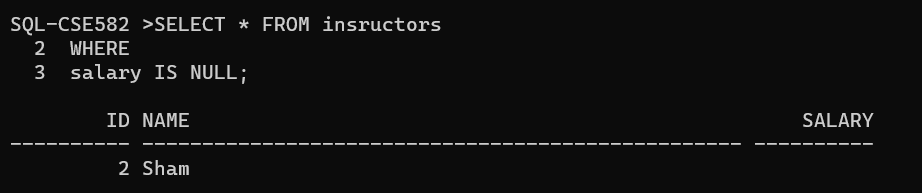 SQL-CSE582 >SELECT * FROM insructors
  2  WHERE
  3  salary IS NULL;
        ID NAME                                                   SALARY
---------- -------------------------------------------------- ----------
         2 Sham